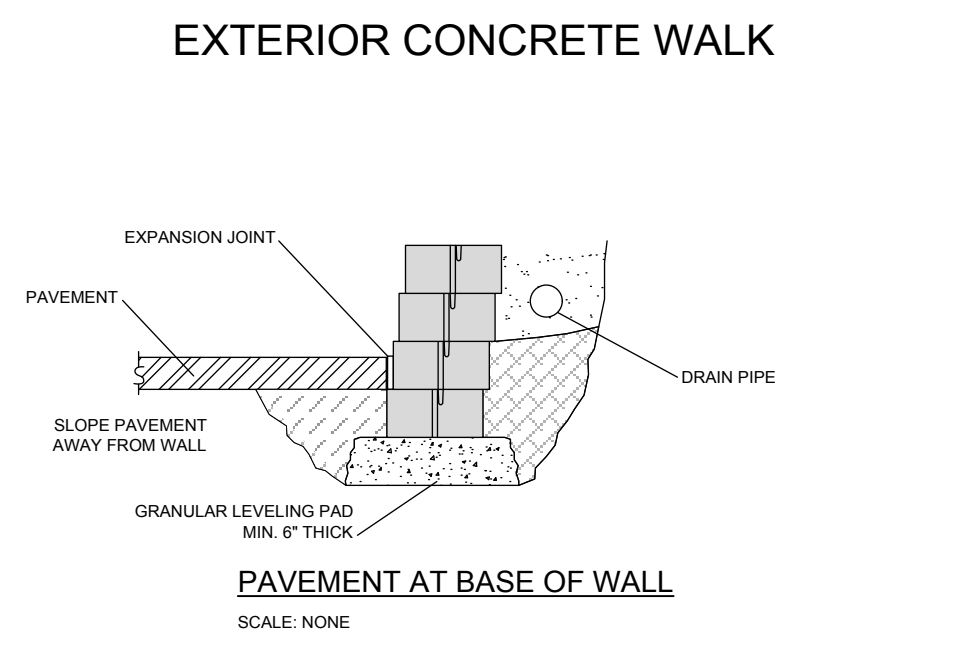 EXTERIOR CONCRETE WALK
EXPANSION JOINT
PAVEMENT
DRAIN PIPE
SLOPE PAVEMENT
AWAY FROM WALL
GRANULAR LEVELING PAD
MIN. 6" THICK
PAVEMENT AT BASE OF WALL
SCALE: NONE